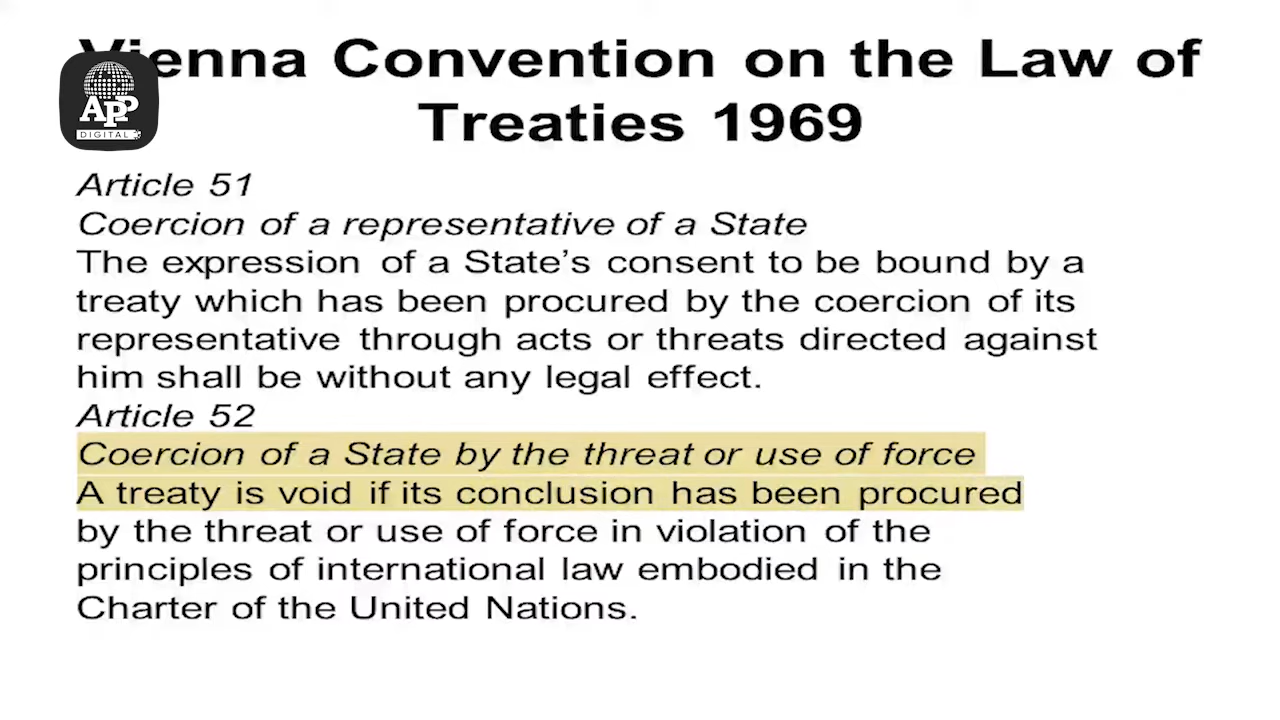 Vienna Convention on the Law of
Treaties 1969
APP
DIGITAL
Article 51
Coercion of a representative of a State
The expression of a State’s consent to be bound by a
treaty which has been procured by the coercion of its
representative through acts or threats directed against
him shall be without any legal effect.
Article 52
Coercion of a State by the threat or use of force
A treaty is void if its conclusion has been procured
by the threat or use of force in violation of the
principles of international law embodied in the
Charter of the United Nations.